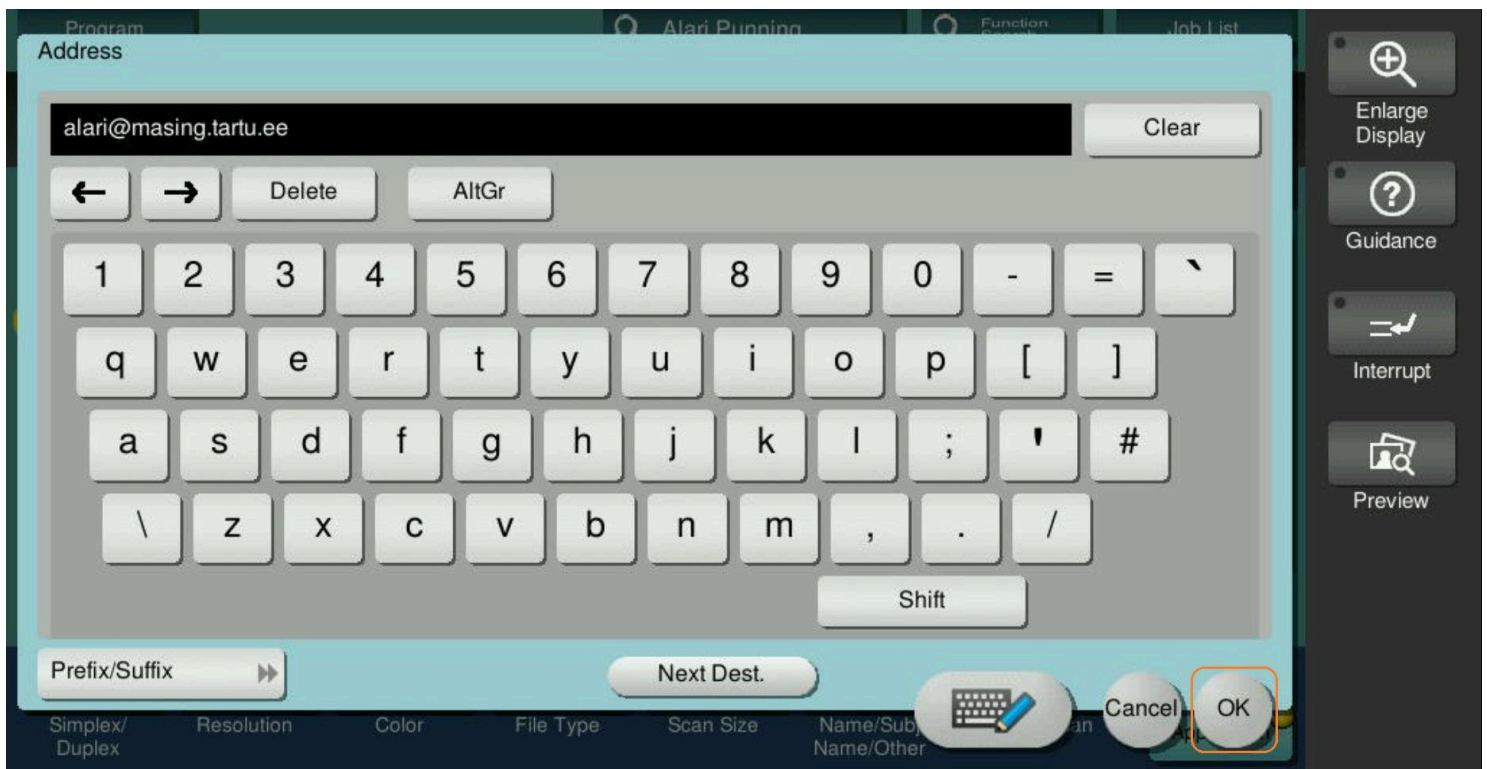 Program Alari Punning Function Search Job List
Address
alari@masing.tartu.ee Clear
Delete AltGr
1 2 3 4 5 6 7 8 9 0 - = `
q w e r t y u i o p [ ]
a s d f g h j k l ; ' #
\ z x c v b n m , . /
Shift
Prefix/Suffix Next Dest. Cancel OK
Simplex/
Duplex
Resolution
Color
File Type
Scan Size
Name/Other
Enlarge
Display
Guidance
Interrupt
Preview